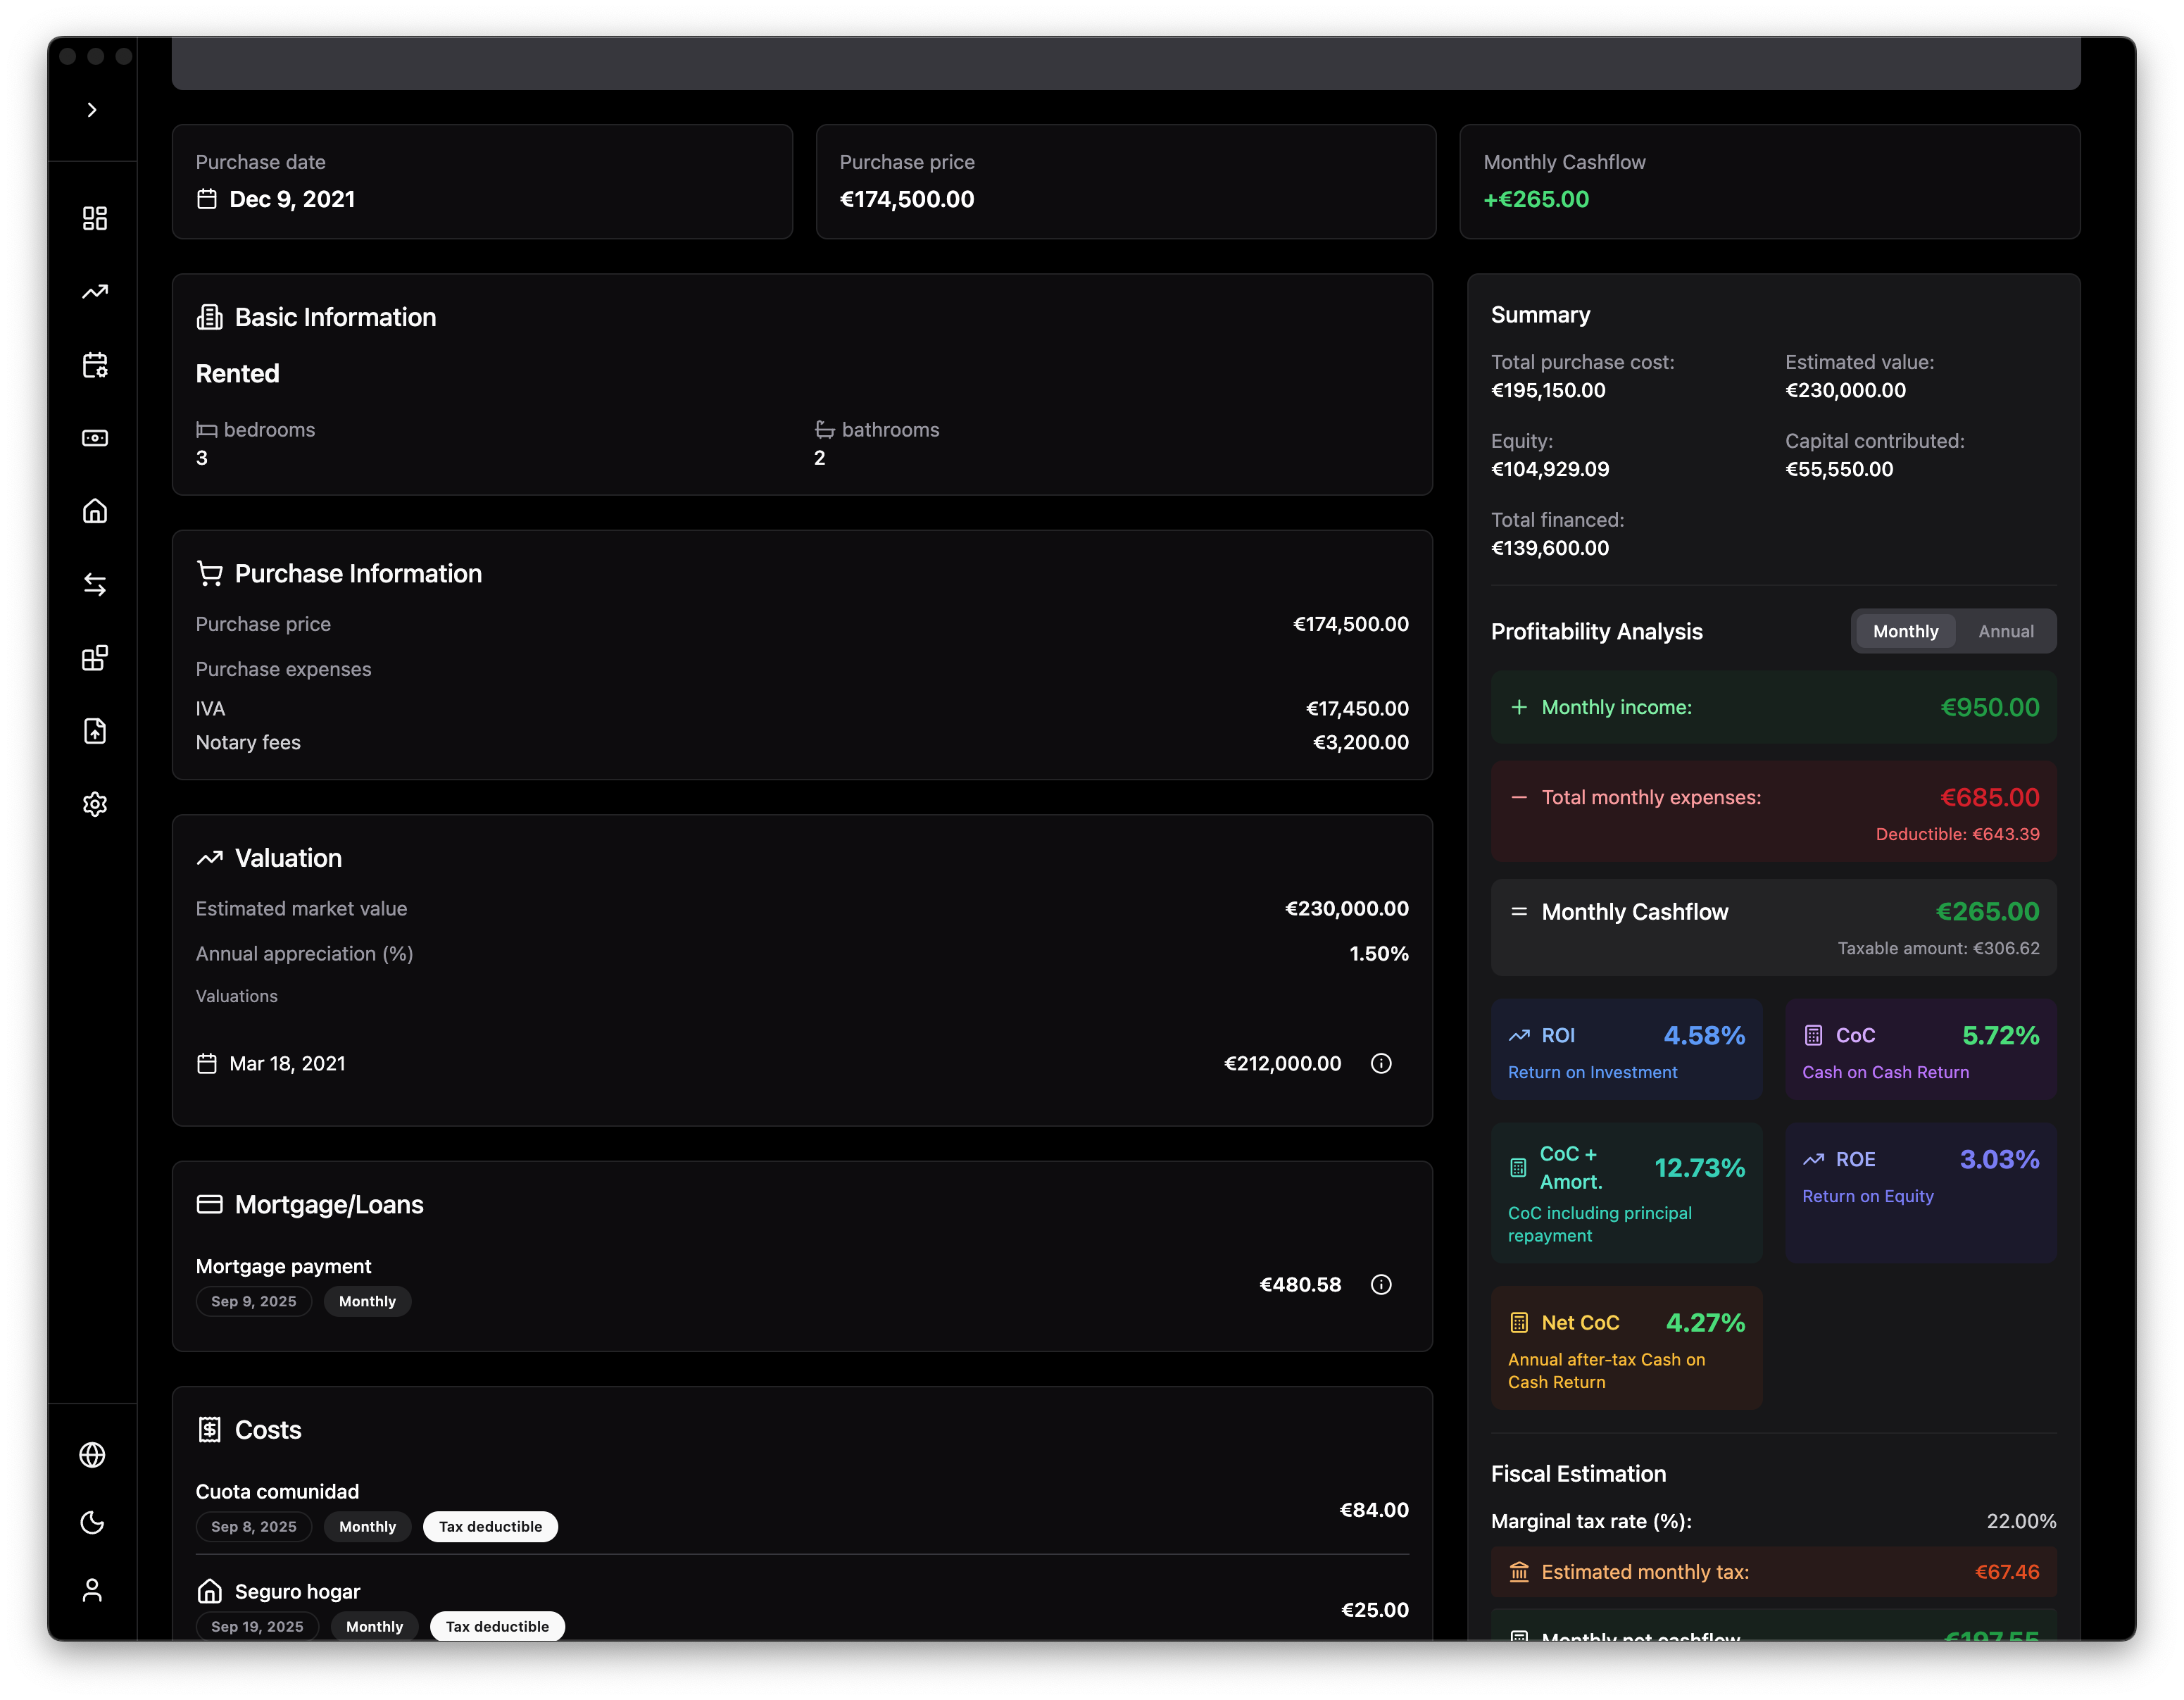 Purchase date
Dec 9, 2021
Purchase price
€174,500.00
Monthly Cashflow
+€265.00
Basic Information
Rented
bedrooms
3
bathrooms
2
Purchase Information
Purchase price €174,500.00
Purchase expenses
IVA €17,450.00
Notary fees €3,200.00
Valuation
Estimated market value €230,000.00
Annual appreciation (%) 1.50%
Valuations
Mar 18, 2021 €212,000.00
Mortgage/Loans
Mortgage payment
€480.58
Sep 9, 2025 Monthly
Costs
Cuota comunidad
€84.00
Sep 8, 2025 Monthly Tax deductible
Seguro hogar
€25.00
Sep 19, 2025 Monthly Tax deductible
Summary
Total purchase cost:
€195,150.00
Estimated value:
€230,000.00
Equity:
€104,929.09
Capital contributed:
€55,550.00
Total financed:
€139,600.00
Profitability Analysis Monthly Annual
+ Monthly income: €950.00
− Total monthly expenses: €685.00
Deductible: €643.39
= Monthly Cashflow €265.00
Taxable amount: €306.62
ROI 4.58%
Return on Investment
CoC 5.72%
Cash on Cash Return
CoC +
Amort.
12.73%
CoC including principal
repayment
ROE 3.03%
Return on Equity
Net CoC 4.27%
Annual after-tax Cash on
Cash Return
Fiscal Estimation
Marginal tax rate (%): 22.00%
Estimated monthly tax: €67.46
Monthly net cashflow €197.55